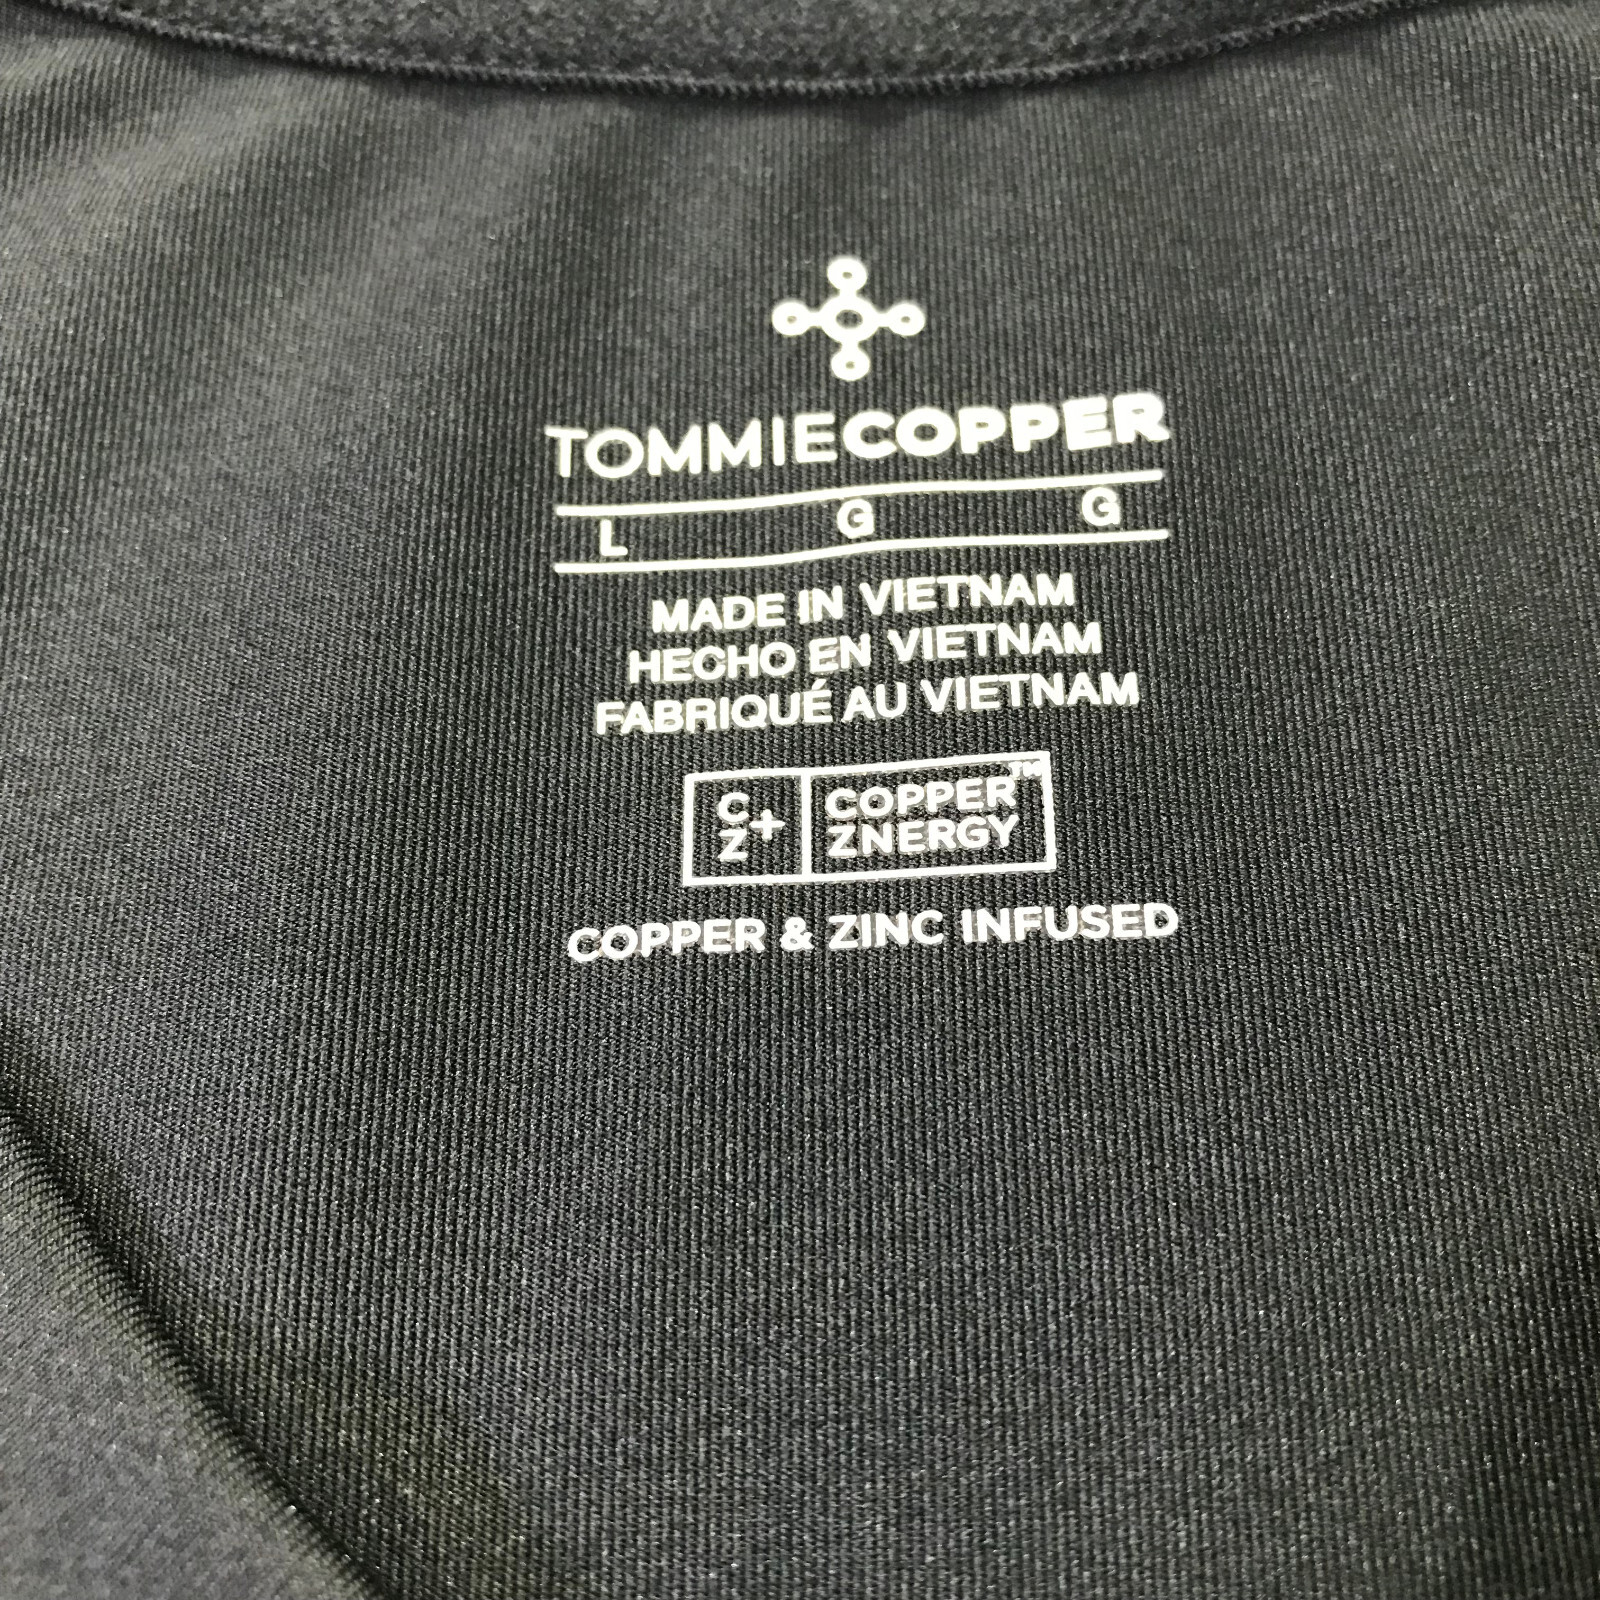 TOMMIECOPPER
L G G
MADE IN VIETNAM
HECHO EN VIETNAM
FABRIQUÉ AU VIETNAM
C+
Z
COPPER™
ZNERGY
COPPER & ZINC INFUSED